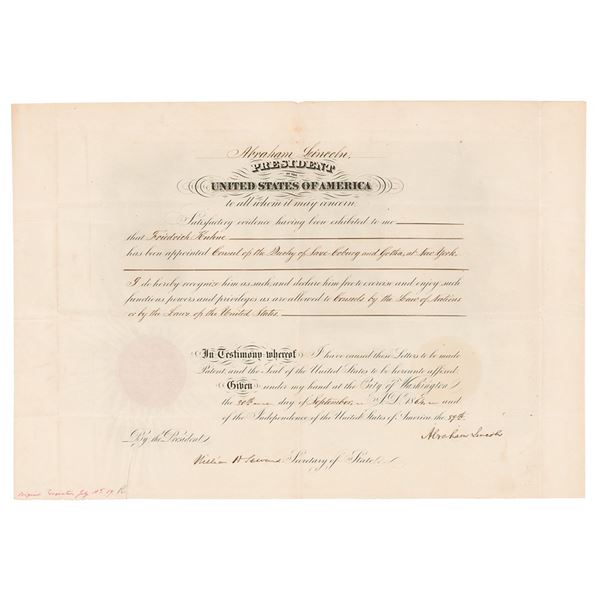 Abraham Lincoln,
PRESIDENT
OF THE
UNITED STATES OF AMERICA
to all whom it may concern.
Satisfactory evidence having been exhibited to me
that Friedrich Kuhne
has been appointed Consul of the Duchy of Saxe Coburg and Gotha, at New York.
I do hereby recognize him as such, and declare him free to exercise and enjoy such
functions, powers and privileges as are allowed to Consuls by the Law of Nations
or by the Laws of the United States.
In Testimony whereof I have caused these Letters to be made
Patent, and the Seal of the United States to be hereunto affixed.
Given under my hand at the City of Washington
the day of September, A.D. 186 and
of the Independence of the United States of America, the
By the President,
Abraham Lincoln
William H Seward Secretary of State.
Original July